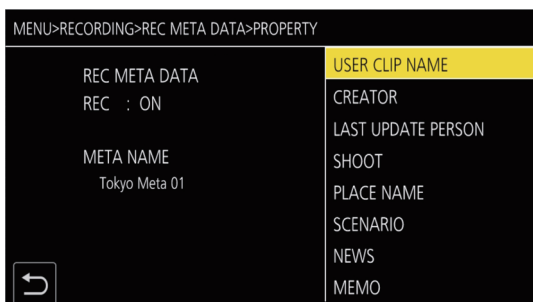 MENU>RECORDING>REC META DATA>PROPERTY
REC META DATA
REC : ON
META NAME
Tokyo Meta 01
USER CLIP NAME
CREATOR
LAST UPDATE PERSON
SHOOT
PLACE NAME
SCENARIO
NEWS
MEMO